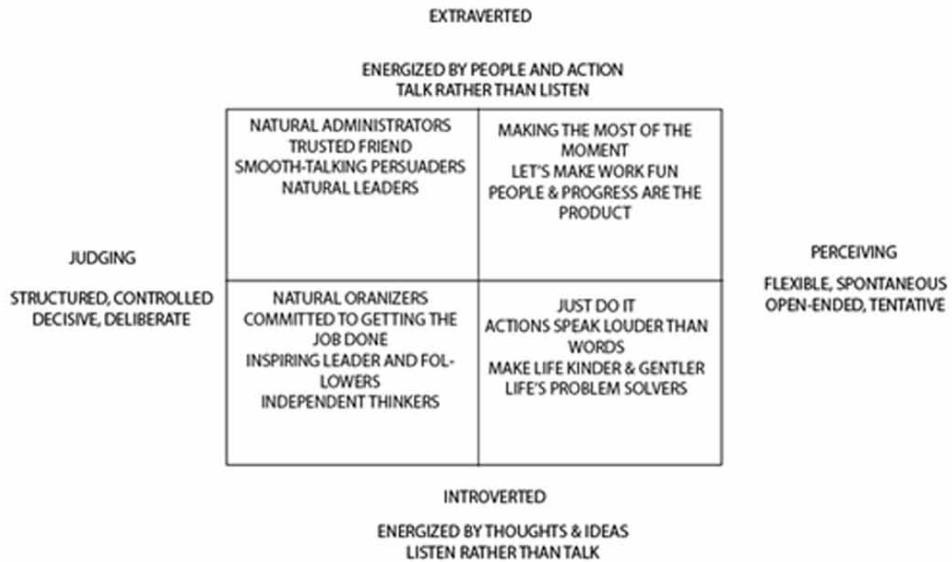 EXTRAVERTED
ENERGIZED BY PEOPLE AND ACTION
TALK RATHER THAN LISTEN
NATURAL ADMINISTRATORS
TRUSTED FRIEND
SMOOTH-TALKING PERSUADERS
NATURAL LEADERS
MAKING THE MOST OF THE
MOMENT
LET'S MAKE WORK FUN
PEOPLE & PROGRESS ARE THE
PRODUCT
JUDGING
STRUCTURED, CONTROLLED
DECISIVE, DELIBERATE
PERCEIVING
FLEXIBLE, SPONTANEOUS
OPEN-ENDED, TENTATIVE
NATURAL ORANIZERS
COMMITTED TO GETTING THE
JOB DONE
INSPIRING LEADER AND FOL-
LOWERS
INDEPENDENT THINKERS
JUST DO IT
ACTIONS SPEAK LOUDER THAN
WORDS
MAKE LIFE KINDER & GENTLER
LIFE'S PROBLEM SOLVERS
INTROVERTED
ENERGIZED BY THOUGHTS & IDEAS
LISTEN RATHER THAN TALK